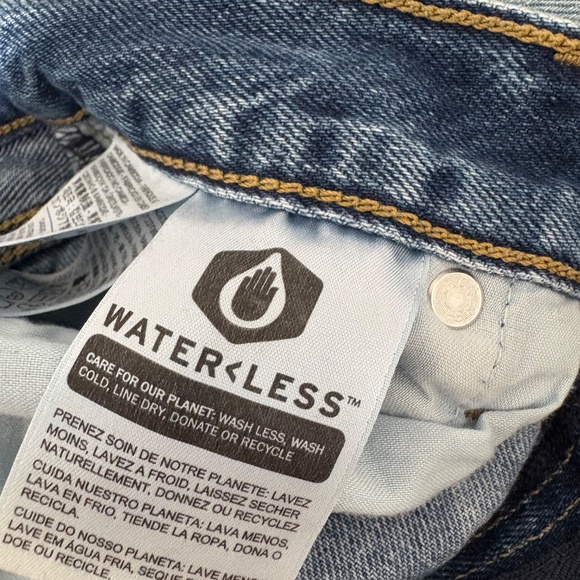 WATER<LESS™
CARE FOR OUR PLANET: WASH LESS, WASH
COLD, LINE DRY, DONATE OR RECYCLE
PRENEZ SOIN DE NOTRE PLANETE: LAVEZ
MOINS, LAVEZ À FROID, LAISSEZ SECHER
NATURELLEMENT, DONNEZ OU RECYCLEZ
CUIDA NUESTRO PLANETA: LAVA MENOS,
LAVA EN FRIO, TIENDE LA ROPA, DONA O
RECICLA.
CUIDE DO NOSSO PLANETA: LAVE MENOS,
LAVE EM ÁGUA FRIA, SEQUE
DOE OU RECICLE.